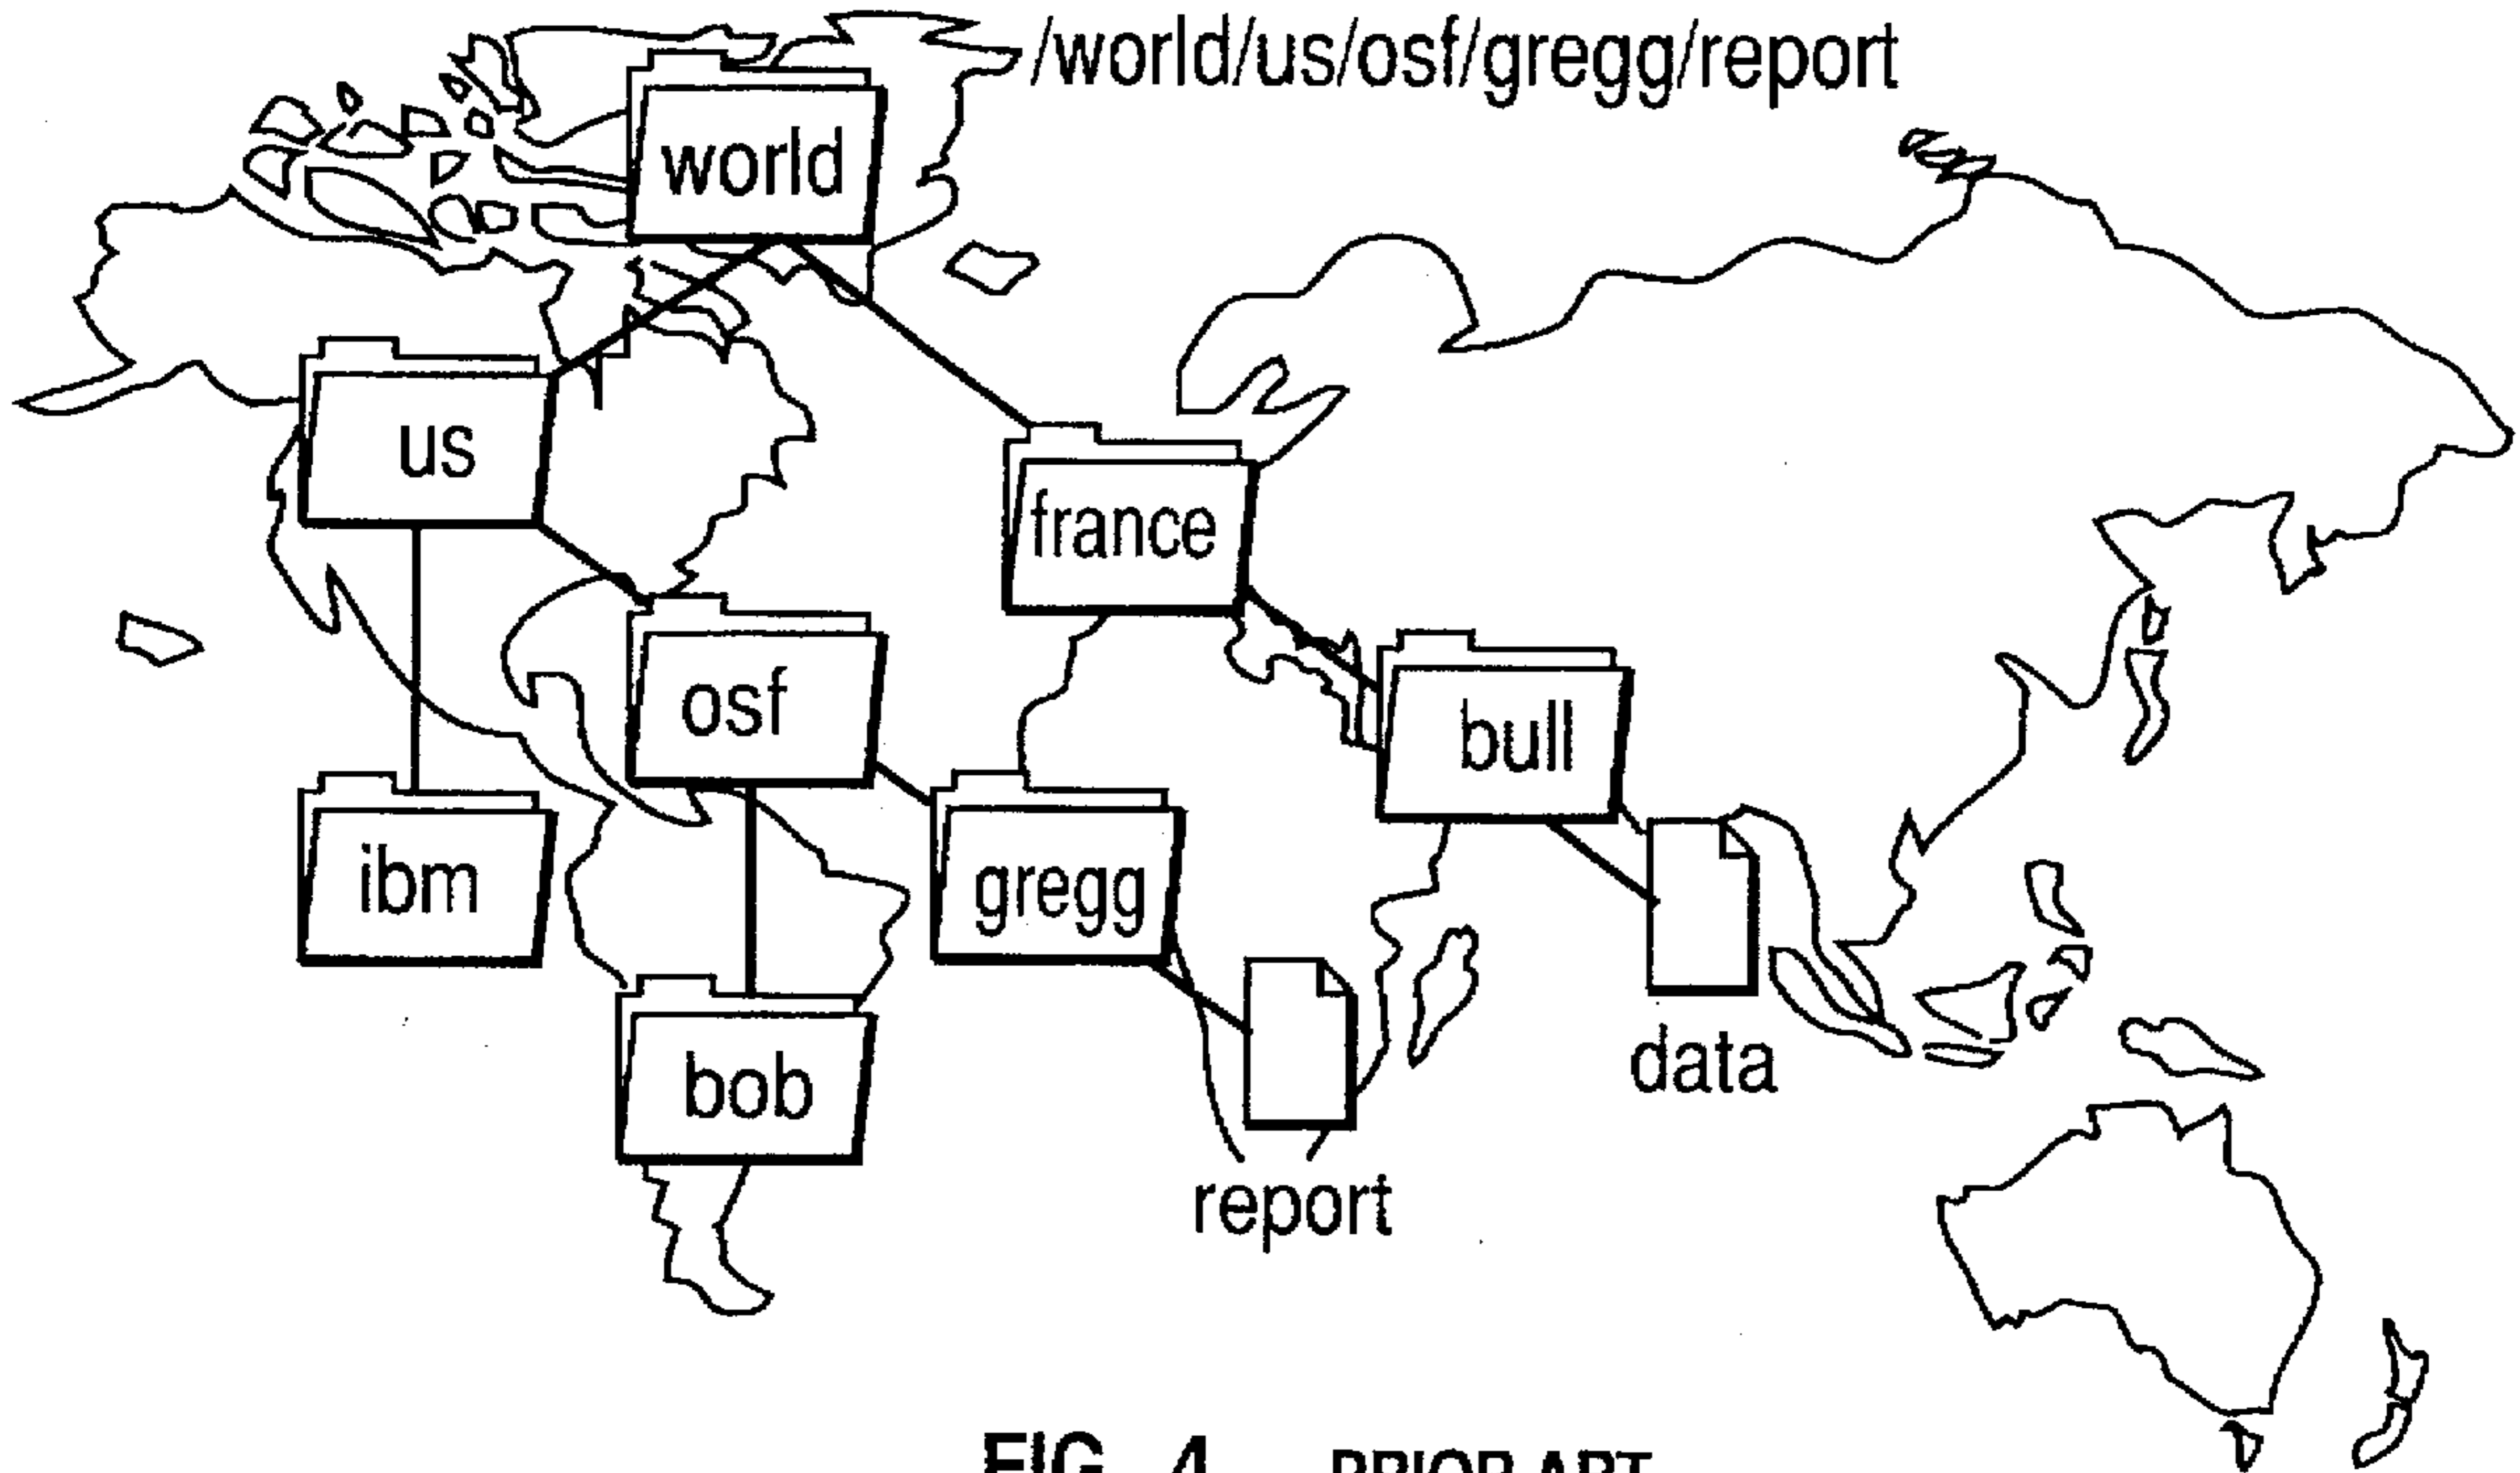 /world/us/osf/gregg/report
world
us
france
osf
bull
ibm
gregg
data
bob
report
FIG. 4 PRIOR ART